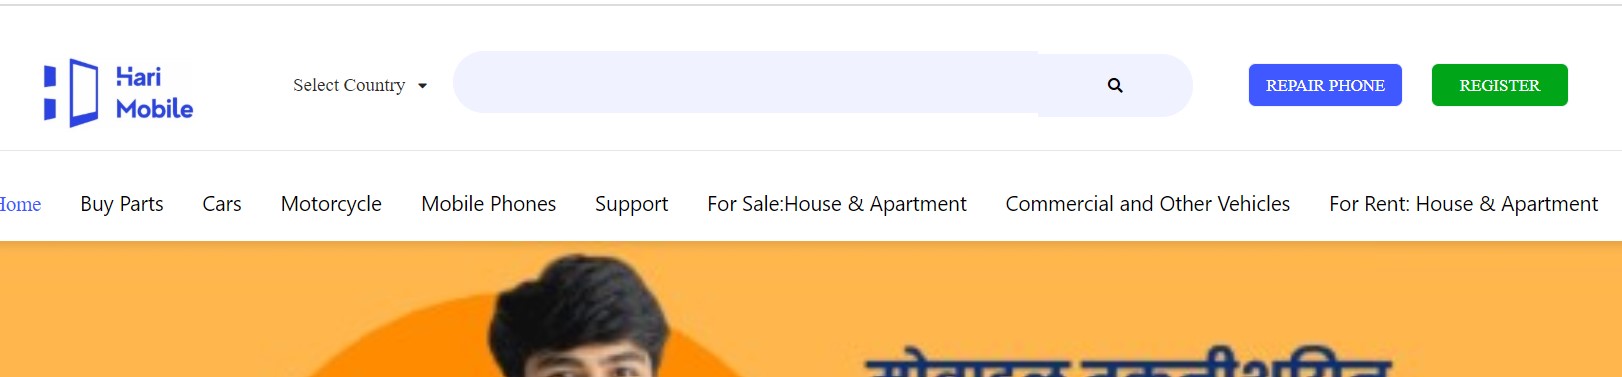 Hari
Mobile
Select Country
REPAIR PHONE
REGISTER
Home Buy Parts Cars Motorcycle Mobile Phones Support For Sale:House & Apartment Commercial and Other Vehicles For Rent: House & Apartment